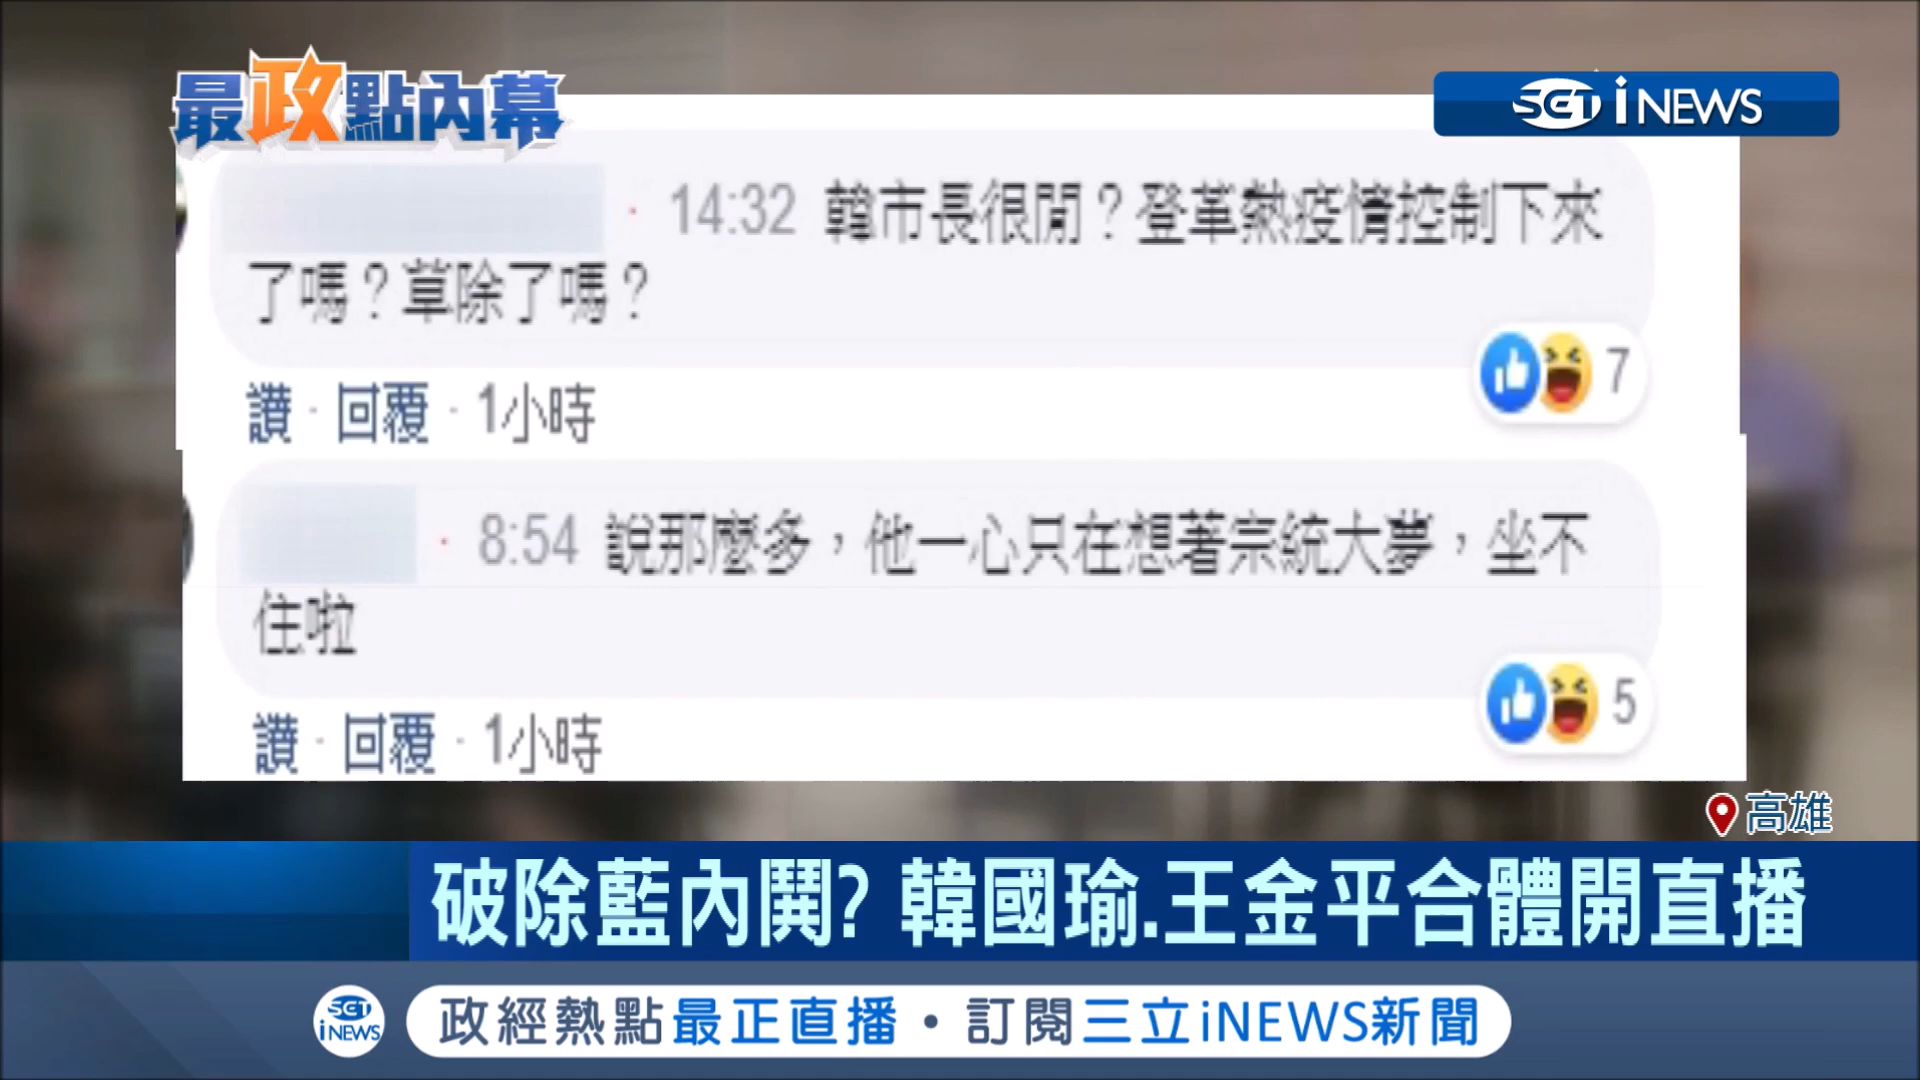 最政點內幕
SET iNEWS
14:32 韓市長很閒？登革熱疫情控制下來
了嗎？草除了嗎？
7
讚 · 回覆 · 1小時
8:54 說那麼多，他一心只在想著宗統大夢，坐不
住啦
5
讚 · 回覆 · 1小時
高雄
破除藍內鬨? 韓國瑜.王金平合體開直播
SET iNEWS 政經熱點最正直播・訂閱三立iNEWS新聞